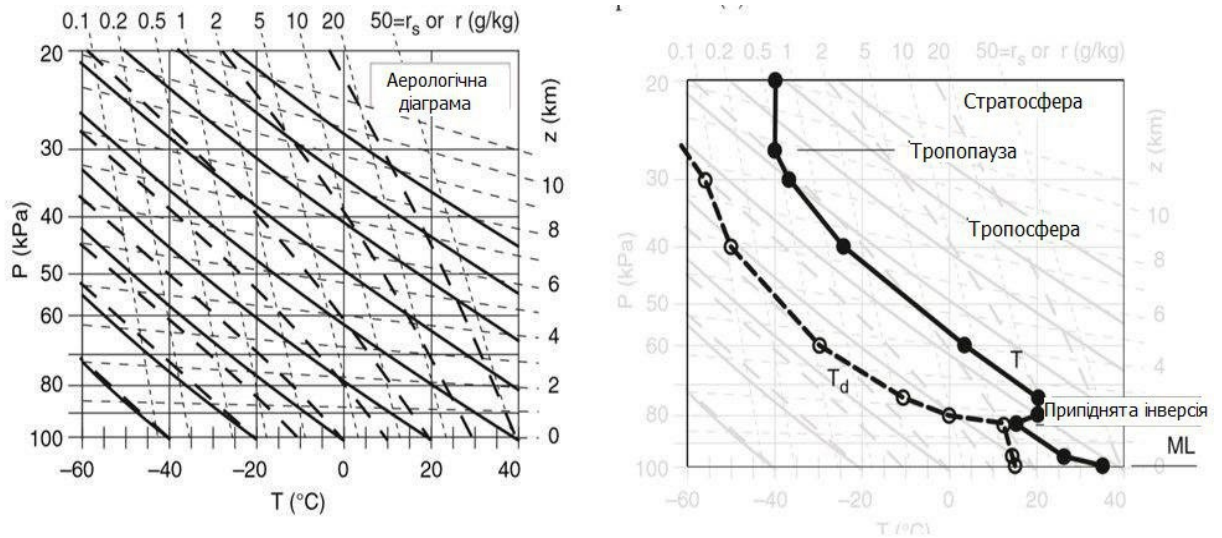 0.1 0.2 0.5 1 2 5 10 20 50=rs or r (g/kg)
20
30
40
50
60
80
100
P (kPa)
Аерологічна
діаграма
z (km)
10
8
6
4
2
0
–60 –40 –20 0 20 40
T (°C)
0.1 0.2 0.5 1 2 5 10 20 50=rs or r (g/kg)
20
30
40
50
60
80
100
P (kPa)
Стратосфера
Тропопауза
Тропосфера
T
Td
Припіднята інверсія
ML
z (km)
10
8
6
4
0
–60 –40 –20 0 20 40
T (°C)